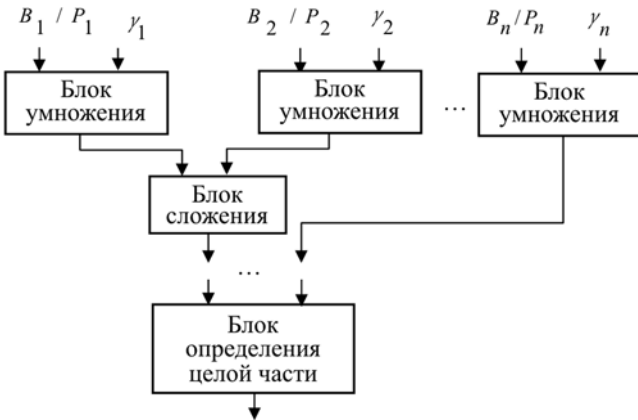 B1 / P1 γ1 B2 / P2 γ2 Bn/Pn γn
Блок умножения
Блок умножения
...
Блок умножения
Блок
сложения
...
Блок
определения
целой части